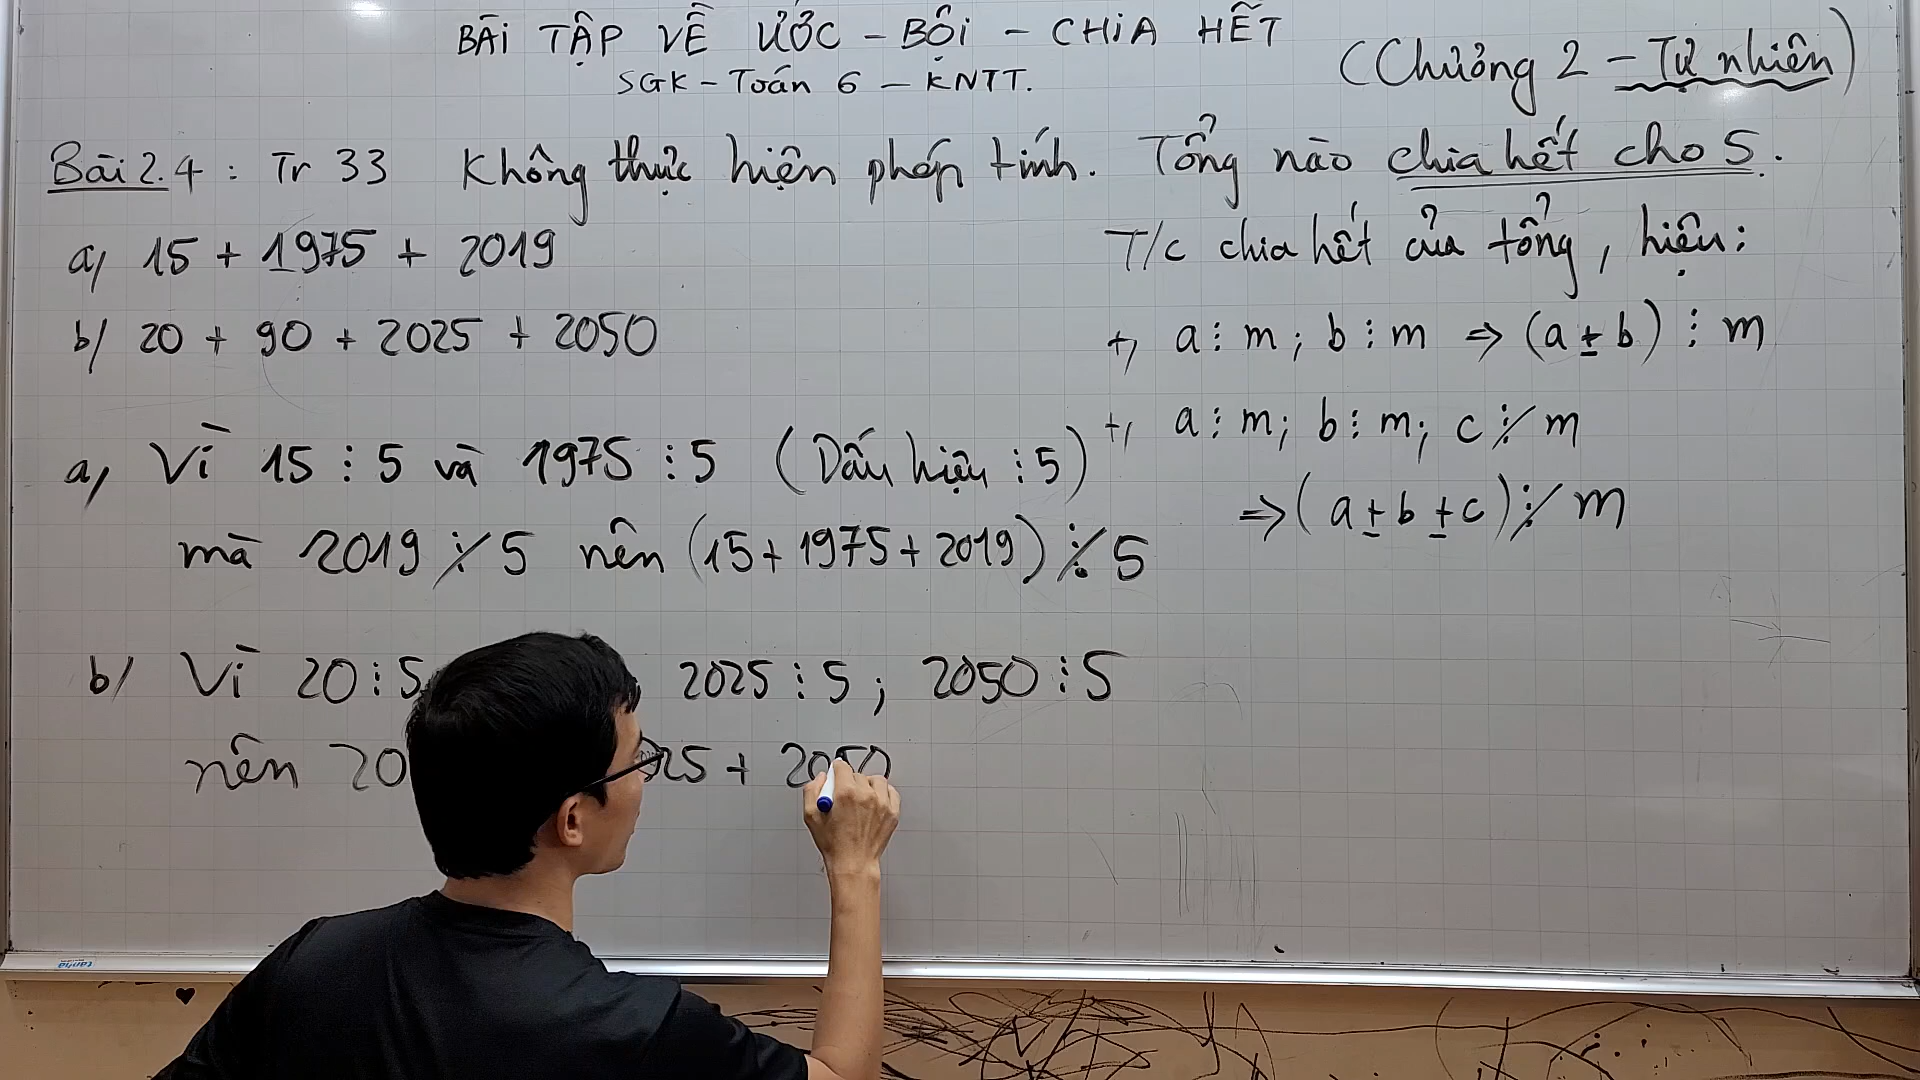 BÀI TẬP VỀ ƯỚC – BỘI – CHIA HẾT
SGK – Toán 6 – KNTT.
(Chương 2 – Tự nhiên)
Bài 2.4 : Tr 33 Không thực hiện phép tính. Tổng nào chia hết cho 5.
a, 15 + 1975 + 2019
b/ 20 + 90 + 2025 + 2050
T/c chia hết của tổng, hiệu:
+, a ⋮ m ; b ⋮ m ⇒ (a ± b) ⋮ m
+, a ⋮ m; b ⋮ m; c ⋮̸ m
⇒ (a ± b ± c) ⋮̸ m
a, Vì 15 ⋮ 5 và 1975 ⋮ 5 (Dấu hiệu ⋮ 5)
mà 2019 ⋮̸ 5 nên (15 + 1975 + 2019) ⋮̸ 5
b/ Vì 20 ⋮ 5 2025 ⋮ 5 ; 2050 ⋮ 5
nên 20 25 + 2050